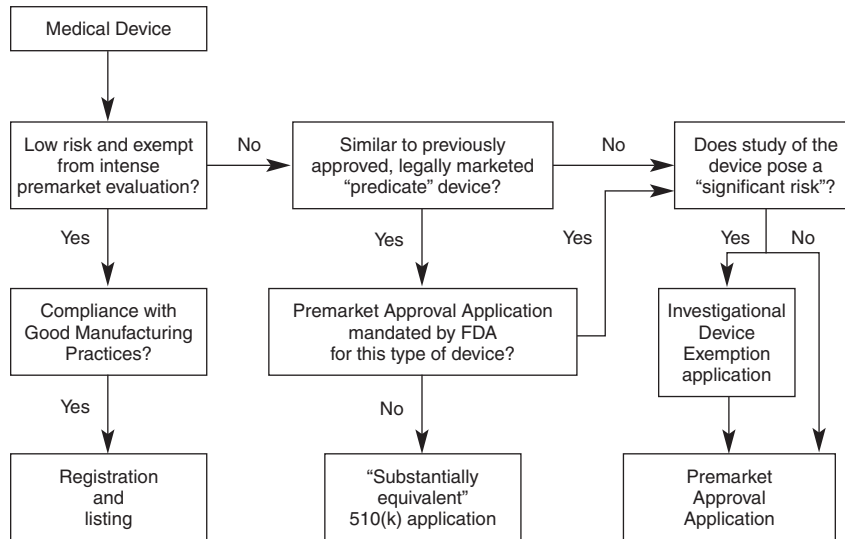 Medical Device
Low risk and exempt
from intense
premarket evaluation?
No
Similar to previously
approved, legally marketed
“predicate” device?
No
Does study of the
device pose a
“significant risk”?
Yes
Yes
Yes
Yes
No
Compliance with
Good Manufacturing
Practices?
Premarket Approval Application
mandated by FDA
for this type of device?
Investigational
Device
Exemption
application
Yes
No
Registration
and
listing
“Substantially
equivalent”
510(k) application
Premarket
Approval
Application